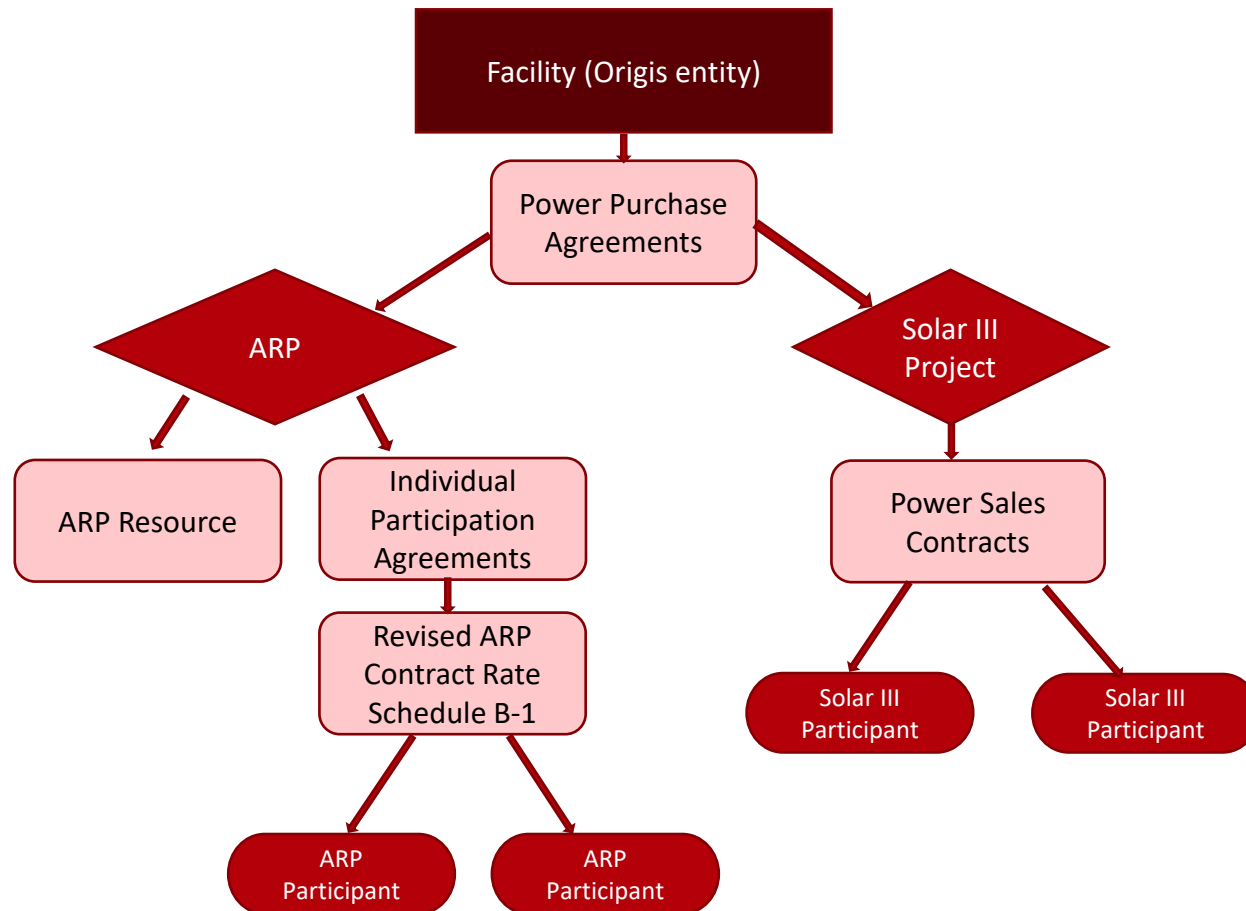 Facility (Origis entity)
Power Purchase
Agreements
ARP
Solar III
Project
ARP Resource
Individual
Participation
Agreements
Power Sales
Contracts
Revised ARP
Contract Rate
Schedule B-1
Solar III
Participant
Solar III
Participant
ARP
Participant
ARP
Participant